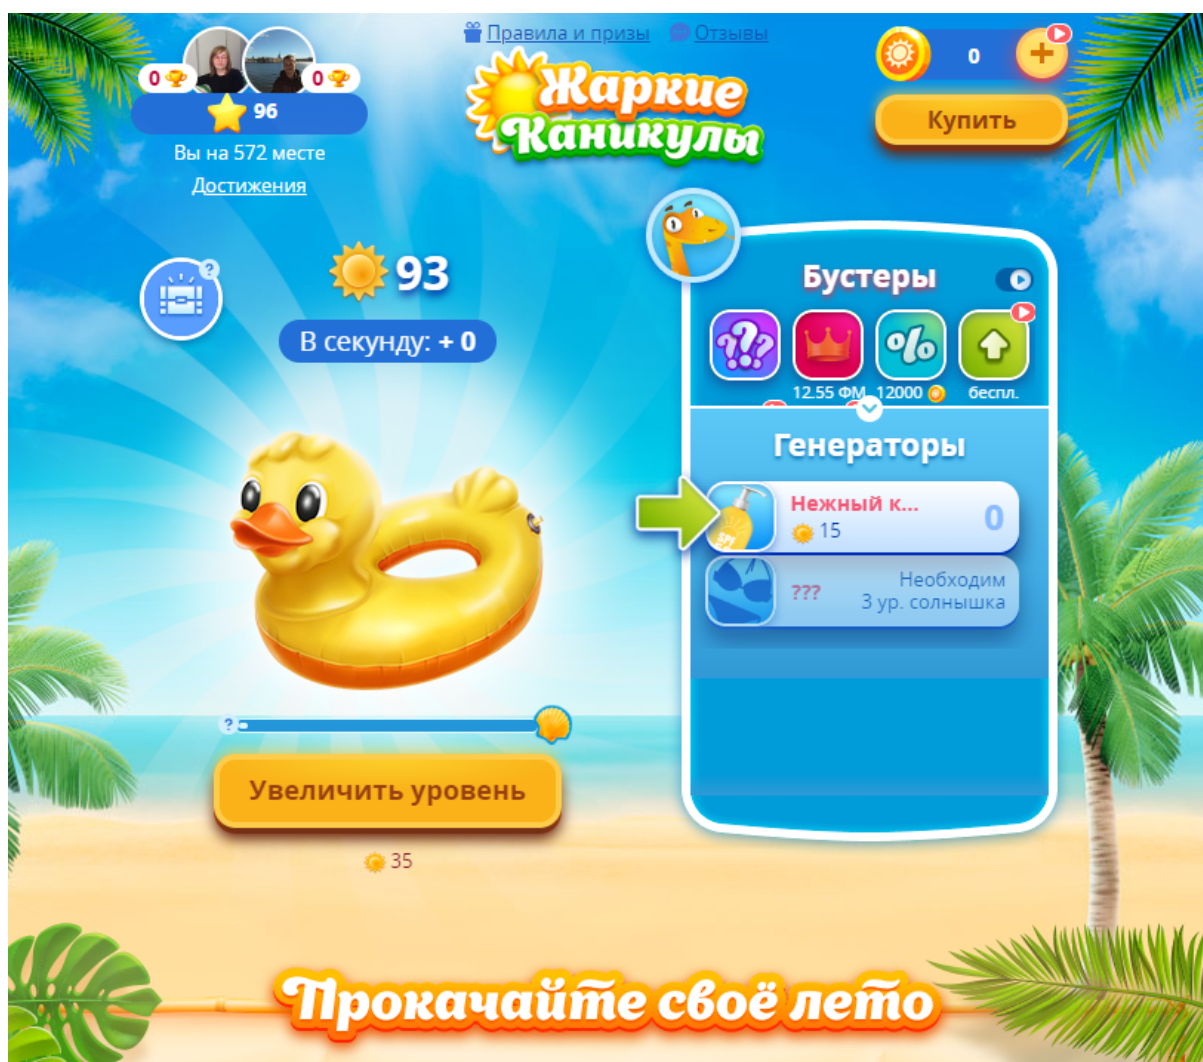 Правила и призы
Отзывы
0
0
96
Вы на 572 месте
Достижения
Жаркие
Каникулы
0
+
Купить
?
93
В секунду: + 0
Бустеры
???
%
12.55 ФМ
12000
беспл.
Генераторы
Нежный к...
15
0
SPF
???
Необходим
3 ур. солнышка
?
Увеличить уровень
35
Прокачайте своё лето